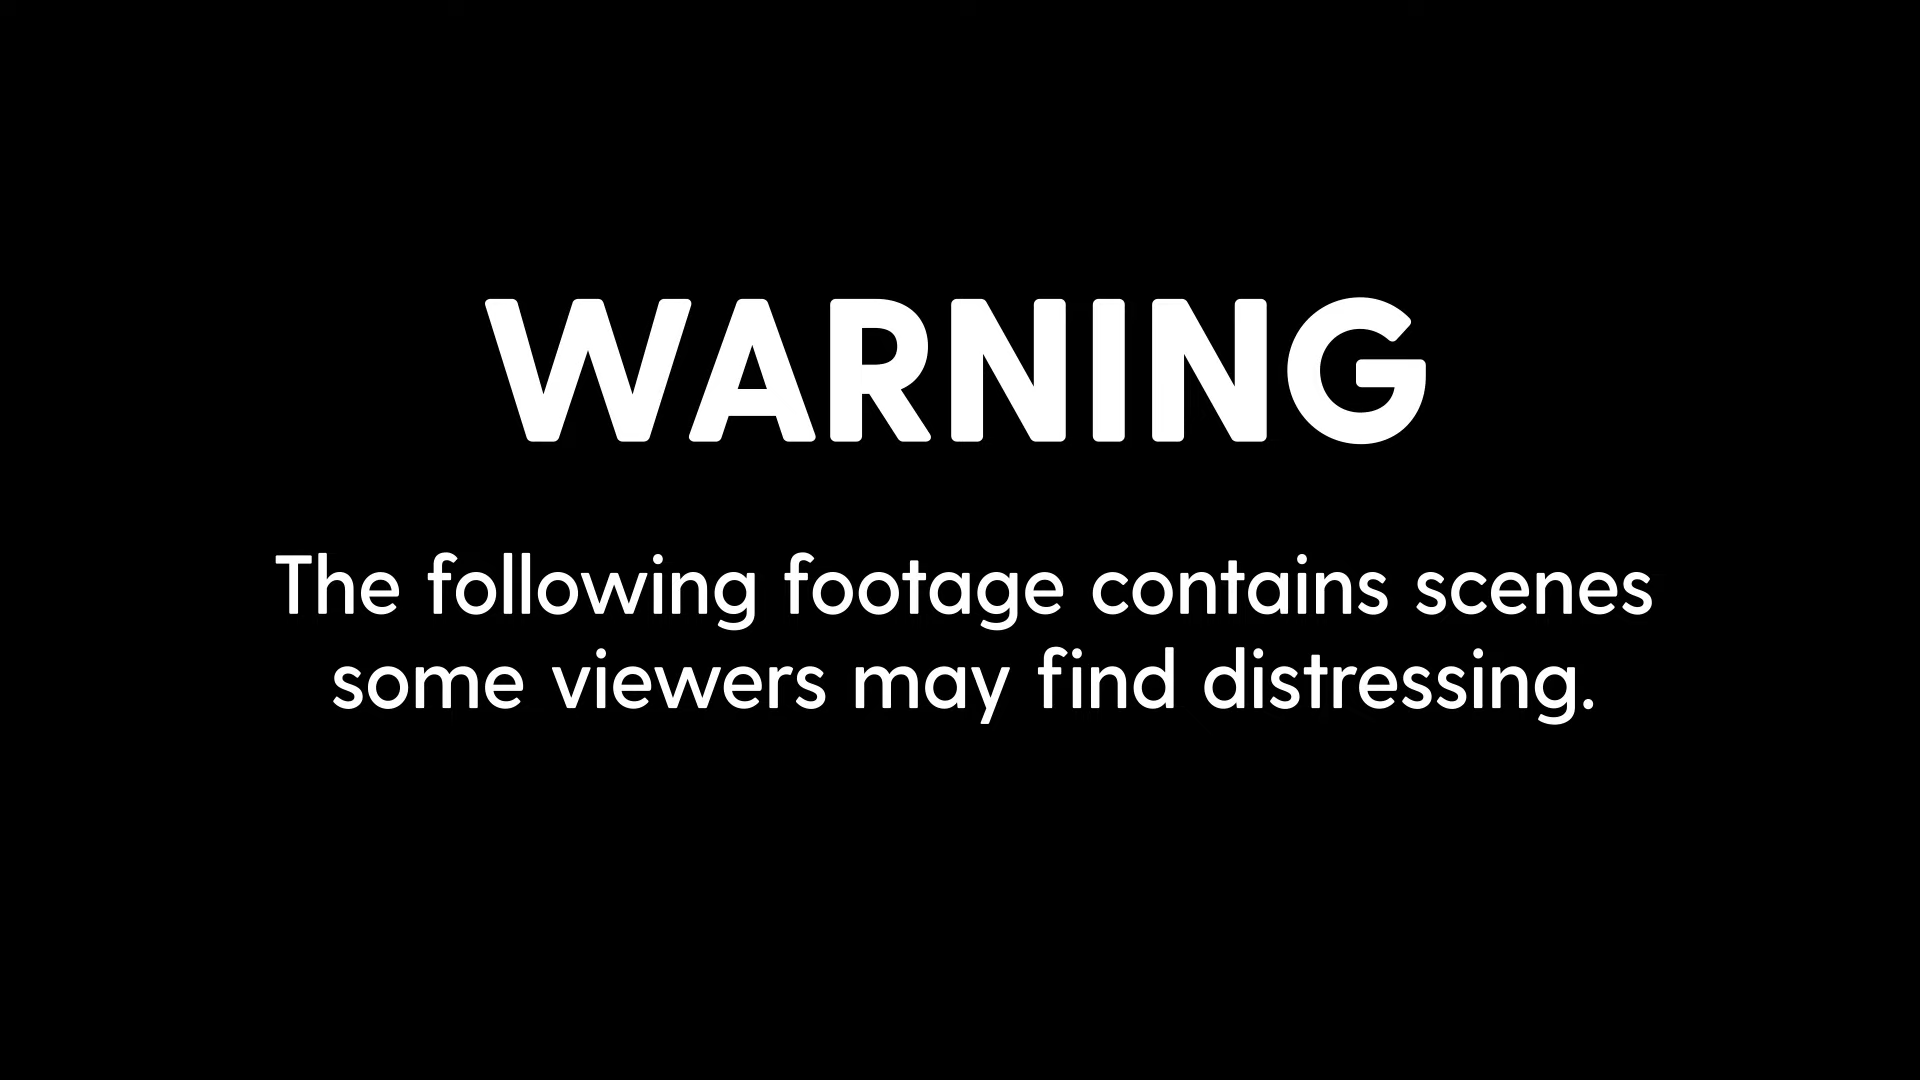 WARNING
The following footage contains scenes
some viewers may find distressing.